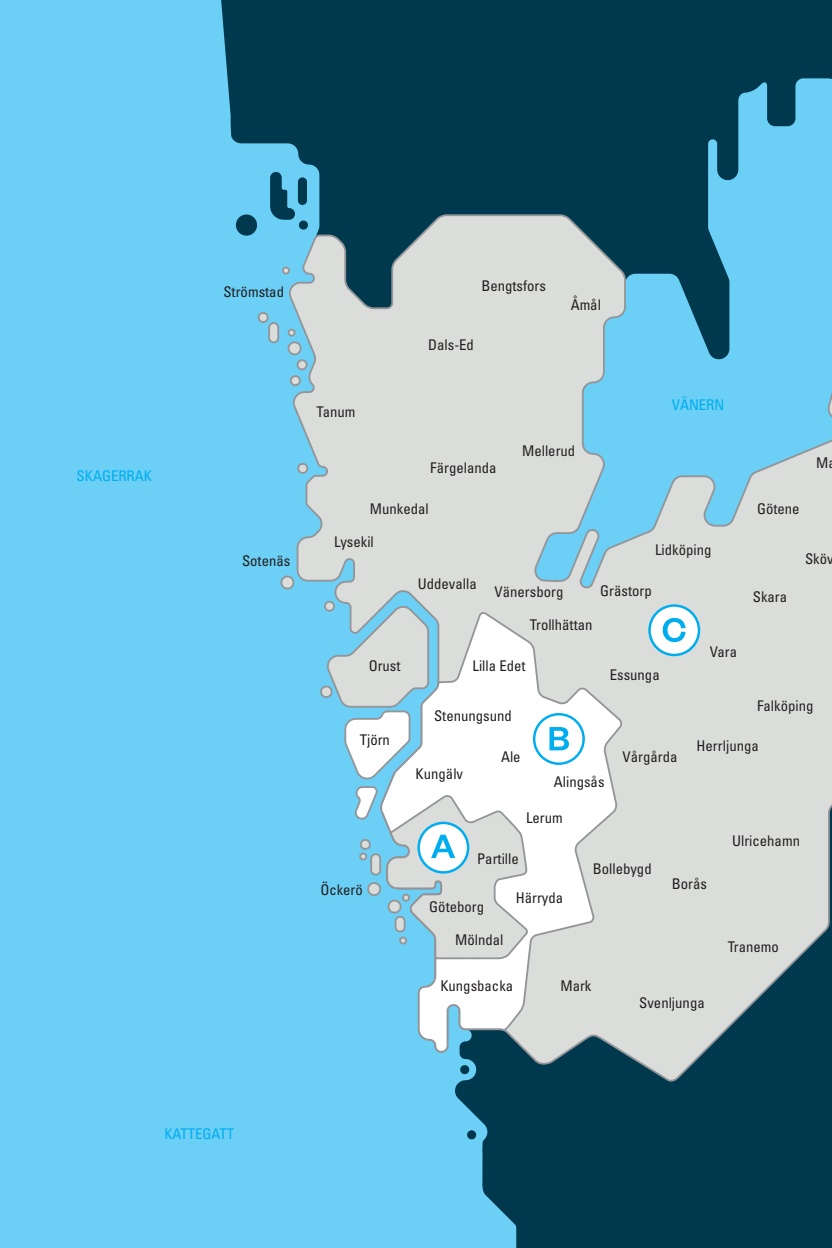 Bengtsfors
Strömstad
Åmål
Dals-Ed
VÄNERN
Tanum
Mellerud
Ma
Färgelanda
SKAGERRAK
Munkedal
Götene
Lysekil
Lidköping
Sotenäs
Sköv
Uddevalla
Vänersborg
Grästorp
Skara
Trollhättan
C
Vara
Orust
Lilla Edet
Essunga
Falköping
Stenungsund
Tjörn
B
Herrljunga
Ale
Vårgårda
Kungälv
Alingsås
Lerum
Ulricehamn
A
Partille
Bollebygd
Borås
Öckerö
Härryda
Göteborg
Mölndal
Tranemo
Kungsbacka
Mark
Svenljunga
KATTEGATT